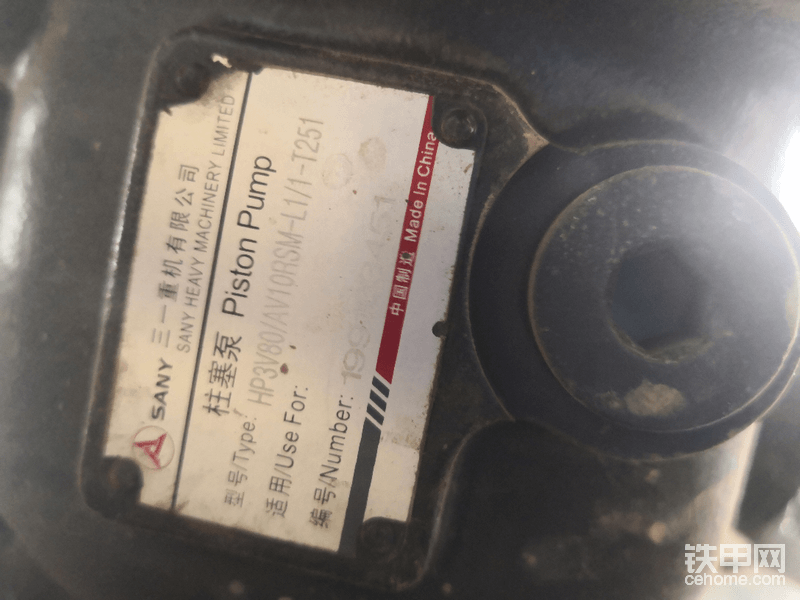 SANY 三一重机有限公司
SANY HEAVY MACHINERY LIMITED
柱塞泵 Piston Pump
型号/Type: HP3V80/AV10RSM-L1/1-T251
适用/Use For:
编号/Number:
中国制造 Made in China
铁甲网
cehome.com